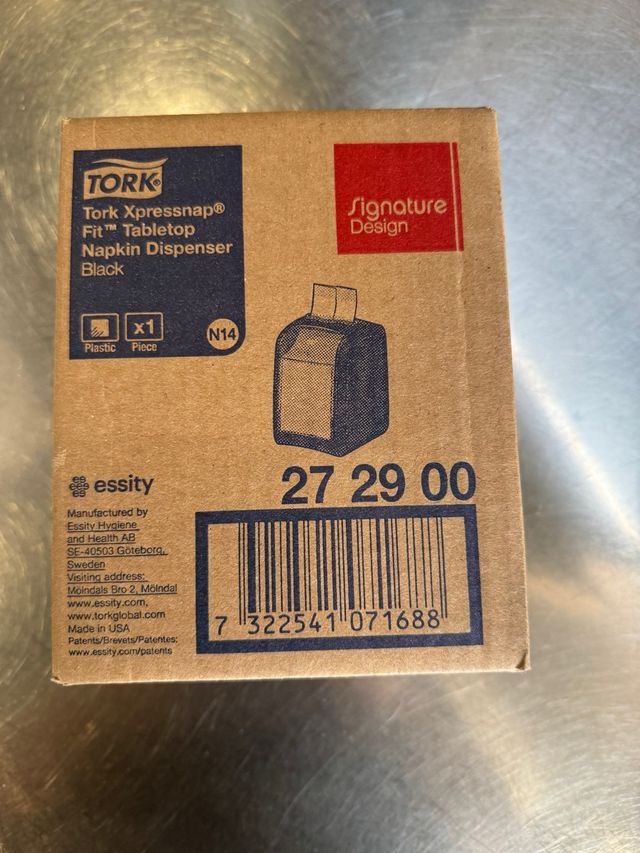 TORK®
Tork Xpressnap®
Fit™ Tabletop
Napkin Dispenser
Black
x1
Plastic Piece
N14
Signature
Design
essity
27 29 00
Manufactured by
Essity Hygiene
and Health AB
SE-40503 Göteborg,
Sweden
Visiting address:
Mölndals Bro 2, Mölndal
www.essity.com,
www.torkglobal.com
Made in USA
Patents/Brevets/Patentes:
www.essity.com/patents
7 322541 071688